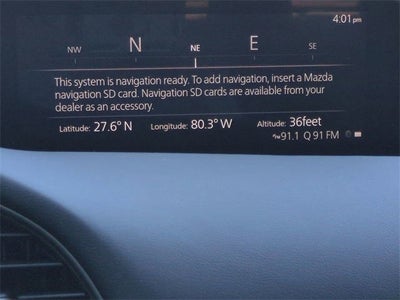 4:01pm
NW N NE E SE
This system is navigation ready. To add navigation, insert a Mazda
navigation SD card. Navigation SD cards are available from your
dealer as an accessory.
Latitude: 27.6° N Longitude: 80.3° W Altitude: 36feet
91.1 Q 91 FM